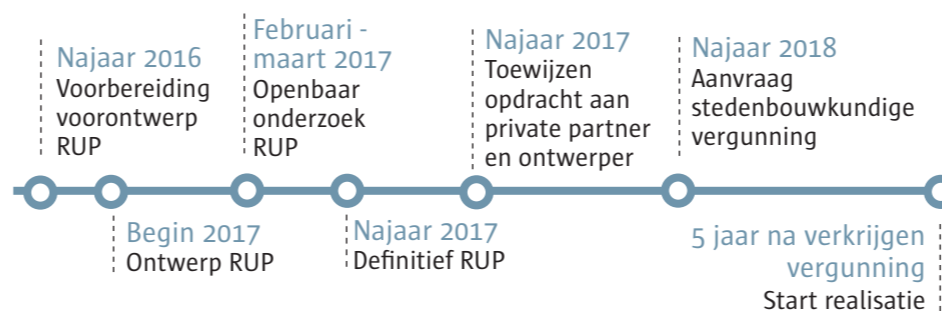 Najaar 2016
Voorbereiding
voorontwerp
RUP
Begin 2017
Ontwerp RUP
Februari -
maart 2017
Openbaar
onderzoek
RUP
Najaar 2017
Definitief RUP
Najaar 2017
Toewijzen
opdracht aan
private partner
en ontwerper
Najaar 2018
Aanvraag
stedenbouwkundige
vergunning
5 jaar na verkrijgen
vergunning
Start realisatie